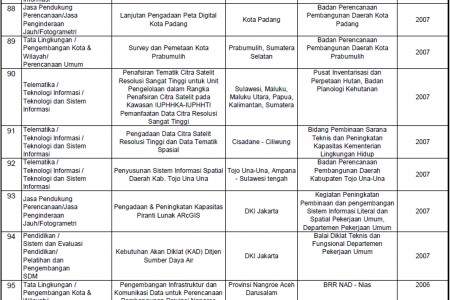 88
Jasa Pendukung
Perencanaan/Jasa
Penginderaan
Jauh/Fotogrametri
Lanjutan Pengadaan Peta Digital
Kota Padang
Kota Padang
Badan Perencanaan
Pembangunan Daerah Kota
Padang
2007
89
Tata Lingkungan /
Pengembangan Kota &
Wilayah/
Perencanaan Umum
Survey dan Pemetaan Kota
Prabumulih
Prabumulih, Sumatera
Selatan
Badan Perencanaan
Pembangunan Daerah Kota
Prabumulih
2007
90
Telematika /
Teknologi Informasi /
Teknologi dan Sistem
Informasi
Penafsiran Tematik Citra Satelit
Resolusi Sangat Tinggi untuk Unit
Pengelolaan dalam Rangka
Penafsiran Citra Satelit pada
Kawasan IUPHHKA-IUPHHTI
Pemanfaatan Data Citra Resolusi
Sangat Tinggi
Sulawesi, Maluku,
Maluku Utara, Papua,
Kalimantan, Sumatera
Pusat Inventarisasi dan
Perpetaan Hutan, Badan
Planologi Kehutanan
2007
91
Telematika /
Teknologi Informasi /
Teknologi dan Sistem
Informasi
Pengadaan Data Citra Satelit
Resolusi Tinggi dan Data Tematik
Spasial
Cisadane - Ciliwung
Bidang Pembinaan Sarana
Teknis dan Peningkatan
Kapasitas Kementerian
Lingkungan Hidup
2007
92
Telematika /
Teknologi Informasi /
Teknologi dan Sistem
Informasi
Penyusunan Sistem Informasi Spatial
Daerah Kab. Tojo Una Una
Tojo Una-Una, Ampana
- Sulawesi tengah
Badan Perencanaan
Pembangunan Daerah
Kabupaten Tojo Una Una
2007
93
Jasa Pendukung
Perencanaan/Jasa
Penginderaan
Jauh/Fotogrametri
Pengadaan & Peningkatan Kapasitas
Piranti Lunak ARcGIS
DKI Jakarta
Kegiatan Peningkatan
Pembinaan dan pengembangan
Sistem Informasi Literal dan
Spatial Pekerjaan Umum,
Departemen Pekerjaan Umum
2007
94
Pendidikan /
Sistem dan Evaluasi
Pendidikan/
Pelatihan dan
Pengembangan
SDM
Kebutuhan Akan Diklat (KAD) Ditjen
Sumber Daya Air
DKI Jakarta
Balai Diklat Teknis dan
Fungsional Departemen
Pekerjaan Umum
2007
95
Tata Lingkungan /
Pengembangan Kota &
Wilayah/
Pengembangan Infrastruktur dan
Komunikasi Data untuk Perencanaan
Pembangunan Provinsi Nangroe
Provinsi Nangroe Aceh
Darusalam
BRR NAD - Nias
2006